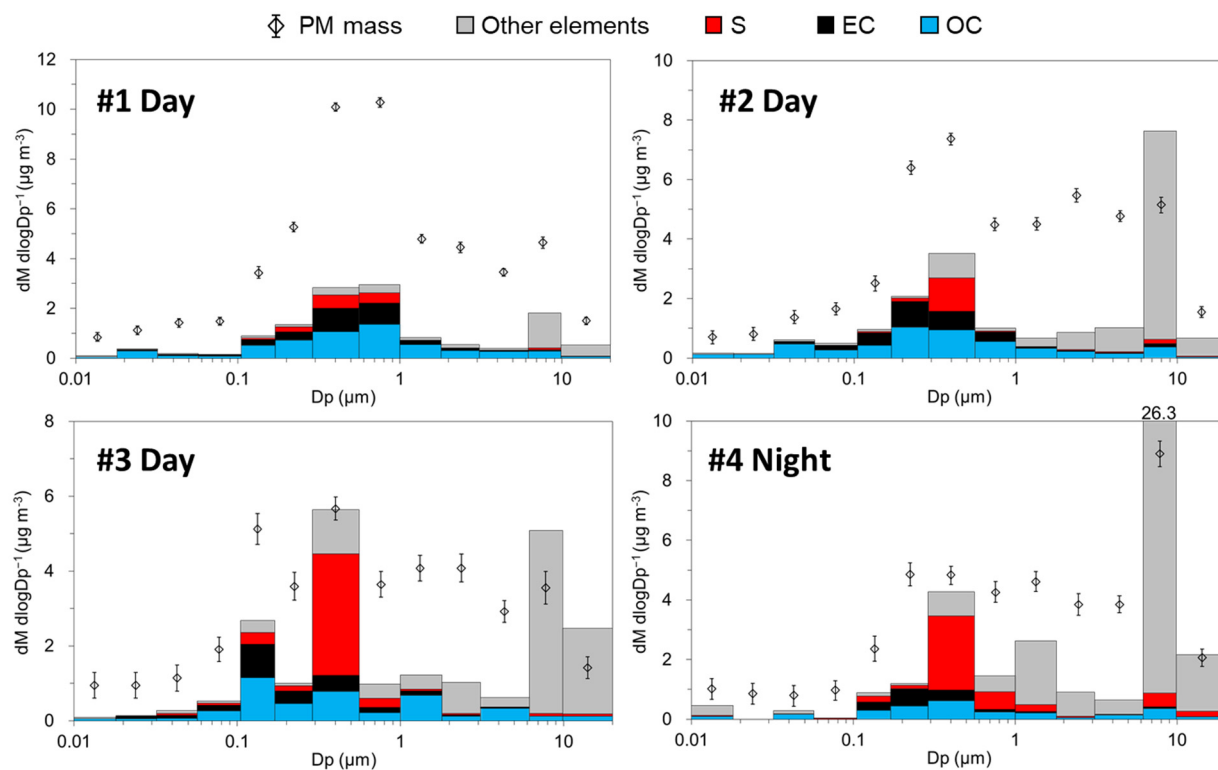 PM mass Other elements S EC OC
#1 Day
12
10
8
6
4
2
0
dM dlogDp⁻¹ (µg m⁻³)
0.01 0.1 1 10
Dp (µm)
#2 Day
10
8
6
4
2
0
dM dlogDp⁻¹ (µg m⁻³)
0.01 0.1 1 10
Dp (µm)
#3 Day
8
6
4
2
0
dM dlogDp⁻¹ (µg m⁻³)
0.01 0.1 1 10
Dp (µm)
#4 Night
26.3
10
8
6
4
2
0
dM dlogDp⁻¹ (µg m⁻³)
0.01 0.1 1 10
Dp (µm)